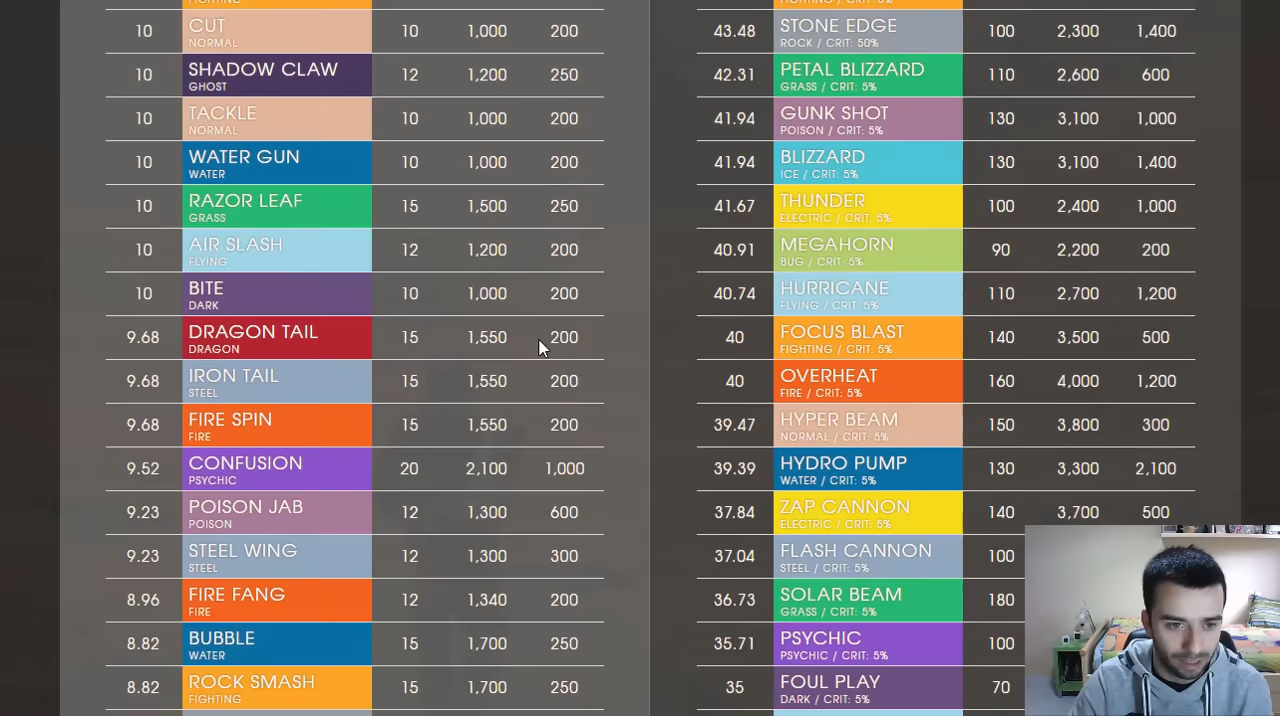 10 CUT 10 1,000 200
NORMAL
10 SHADOW CLAW 12 1,200 250
GHOST
10 TACKLE 10 1,000 200
NORMAL
10 WATER GUN 10 1,000 200
WATER
10 RAZOR LEAF 15 1,500 250
GRASS
10 AIR SLASH 12 1,200 200
FLYING
10 BITE 10 1,000 200
DARK
9.68 DRAGON TAIL 15 1,550 200
DRAGON
9.68 IRON TAIL 15 1,550 200
STEEL
9.68 FIRE SPIN 15 1,550 200
FIRE
9.52 CONFUSION 20 2,100 1,000
PSYCHIC
9.23 POISON JAB 12 1,300 600
POISON
9.23 STEEL WING 12 1,300 300
STEEL
8.96 FIRE FANG 12 1,340 200
FIRE
8.82 BUBBLE 15 1,700 250
WATER
8.82 ROCK SMASH 15 1,700 250
FIGHTING
43.48 STONE EDGE 100 2,300 1,400
ROCK / CRIT: 50%
42.31 PETAL BLIZZARD 110 2,600 600
GRASS / CRIT: 5%
41.94 GUNK SHOT 130 3,100 1,000
POISON / CRIT: 5%
41.94 BLIZZARD 130 3,100 1,400
ICE / CRIT: 5%
41.67 THUNDER 100 2,400 1,000
ELECTRIC / CRIT: 5%
40.91 MEGAHORN 90 2,200 200
BUG / CRIT: 5%
40.74 HURRICANE 110 2,700 1,200
FLYING / CRIT: 5%
40 FOCUS BLAST 140 3,500 500
FIGHTING / CRIT: 5%
40 OVERHEAT 160 4,000 1,200
FIRE / CRIT: 5%
39.47 HYPER BEAM 150 3,800 300
NORMAL / CRIT: 5%
39.39 HYDRO PUMP 130 3,300 2,100
WATER / CRIT: 5%
37.84 ZAP CANNON 140 3,700 500
ELECTRIC / CRIT: 5%
37.04 FLASH CANNON 100
STEEL / CRIT: 5%
36.73 SOLAR BEAM 180
GRASS / CRIT: 5%
35.71 PSYCHIC 100
PSYCHIC / CRIT: 5%
35 FOUL PLAY 70
DARK / CRIT: 5%